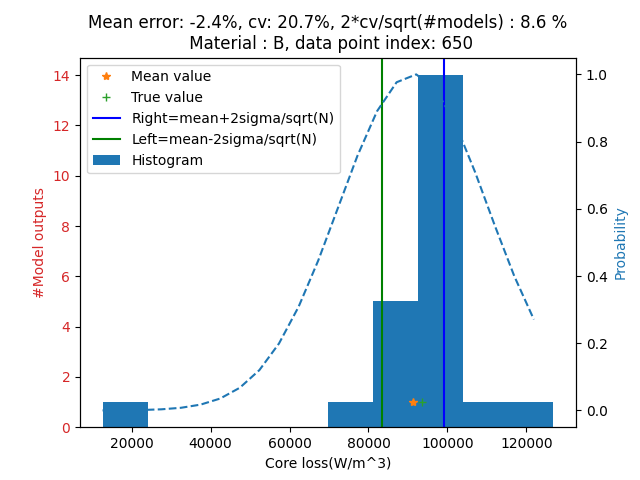 Mean error: -2.4%, cv: 20.7%, 2*cv/sqrt(#models) : 8.6 %
Material : B, data point index: 650
Mean value
True value
Right=mean+2sigma/sqrt(N)
Left=mean-2sigma/sqrt(N)
Histogram
14
12
10
8
6
4
2
0
#Model outputs
1.0
0.8
0.6
0.4
0.2
0.0
Probability
20000 40000 60000 80000 100000 120000
Core loss(W/m^3)